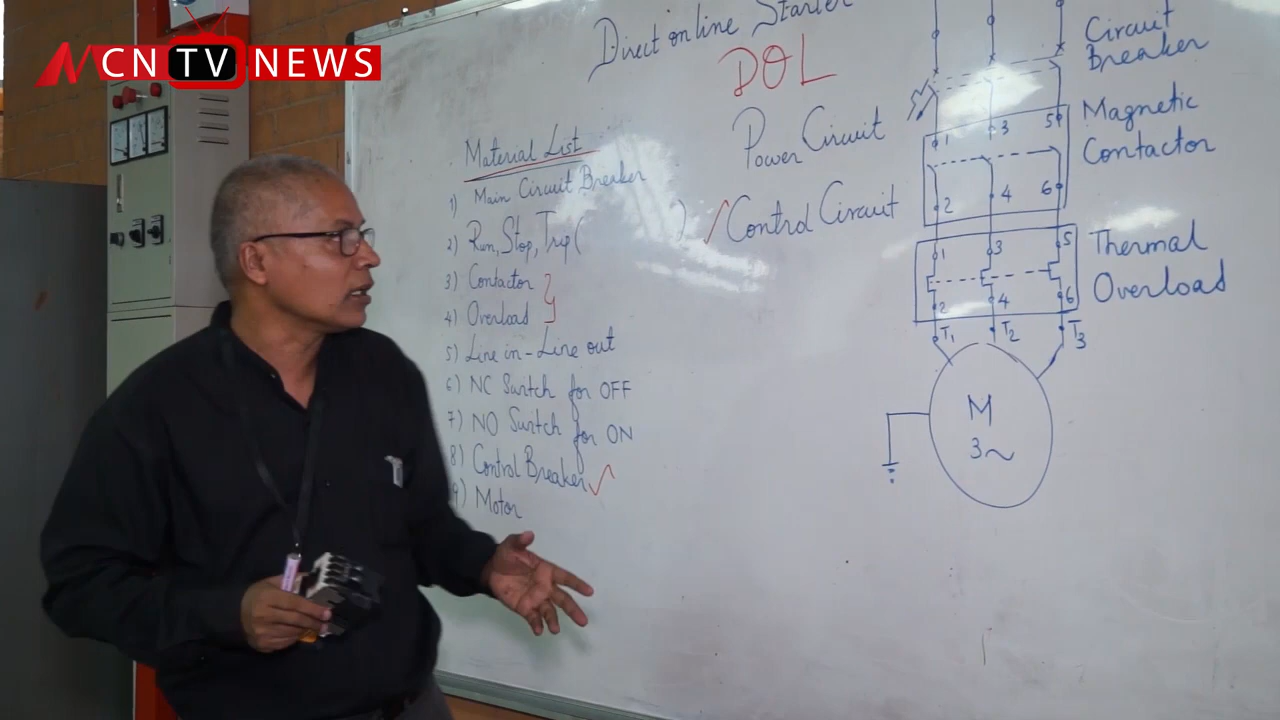 MCN TV NEWS
Direct online Starter
DOL
Power Circuit
Control Circuit
Material List
1) Main Circuit Breaker
2) Run, Stop, Trip ( )
3) Contactor
4) Overload
5) Line in - Line out
6) NC Switch for OFF
7) NO Switch for ON
8) Control Breaker
9) Motor
Circuit
Breaker
Magnetic
Contactor
1 3 5
2 4 6
Thermal
Overload
1 3 5
2 4 6
T1 T2 T3
M
3~